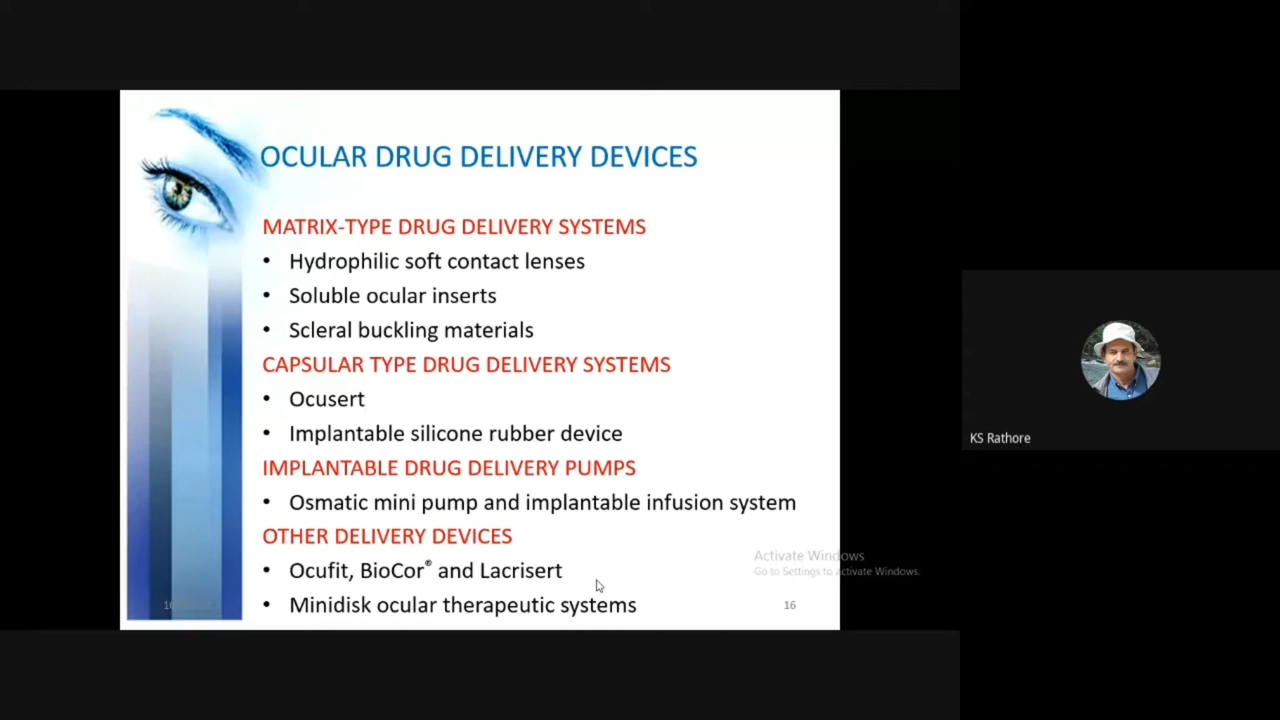 OCULAR DRUG DELIVERY DEVICES
MATRIX-TYPE DRUG DELIVERY SYSTEMS
• Hydrophilic soft contact lenses
• Soluble ocular inserts
• Scleral buckling materials
CAPSULAR TYPE DRUG DELIVERY SYSTEMS
• Ocusert
• Implantable silicone rubber device
IMPLANTABLE DRUG DELIVERY PUMPS
• Osmatic mini pump and implantable infusion system
OTHER DELIVERY DEVICES
• Ocufit, BioCor® and Lacrisert
• Minidisk ocular therapeutic systems
16
Activate Windows
Go to Settings to activate Windows.
KS Rathore